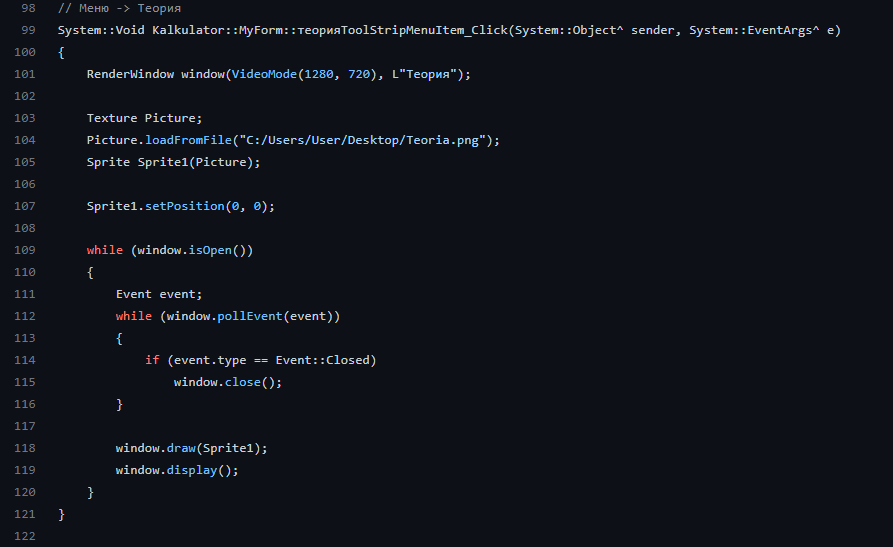 98 // Меню -> Теория
99 System::Void Kalkulator::MyForm::теорияToolStripMenuItem_Click(System::Object^ sender, System::EventArgs^ e)
100 {
101     RenderWindow window(VideoMode(1280, 720), L"Теория");
102
103     Texture Picture;
104     Picture.loadFromFile("C:/Users/User/Desktop/Teoria.png");
105     Sprite Sprite1(Picture);
106
107     Sprite1.setPosition(0, 0);
108
109     while (window.isOpen())
110     {
111         Event event;
112         while (window.pollEvent(event))
113         {
114             if (event.type == Event::Closed)
115                 window.close();
116         }
117
118         window.draw(Sprite1);
119         window.display();
120     }
121 }
122